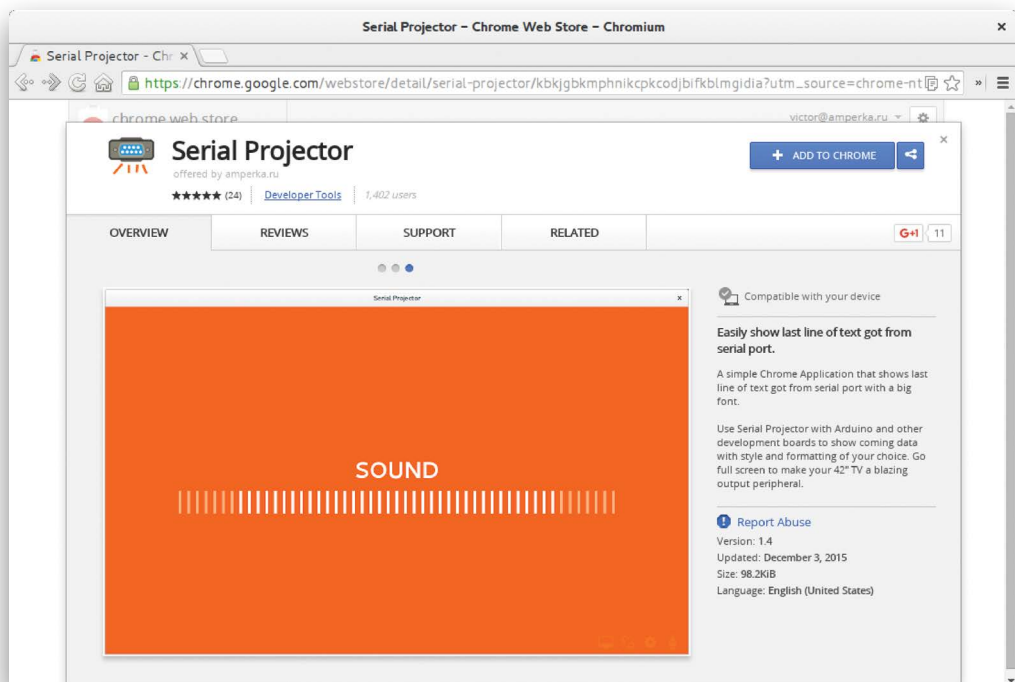 Serial Projector – Chrome Web Store – Chromium
Serial Projector - Chr
https://chrome.google.com/webstore/detail/serial-projector/kbkjgbkmphnikcpkcodjbifkblmgidia?utm_source=chrome-nt
chrome web store
victor@amperka.ru
Serial Projector
offered by amperka.ru
ADD TO CHROME
★★★★★ (24)
Developer Tools
1,402 users
OVERVIEW
REVIEWS
SUPPORT
RELATED
G+1
11
Serial Projector
SOUND
Compatible with your device
Easily show last line of text got from
serial port.
A simple Chrome Application that shows last
line of text got from serial port with a big
font.
Use Serial Projector with Arduino and other
development boards to show coming data
with style and formatting of your choice. Go
full screen to make your 42" TV a blazing
output peripheral.
Report Abuse
Version: 1.4
Updated: December 3, 2015
Size: 98.2KiB
Language: English (United States)